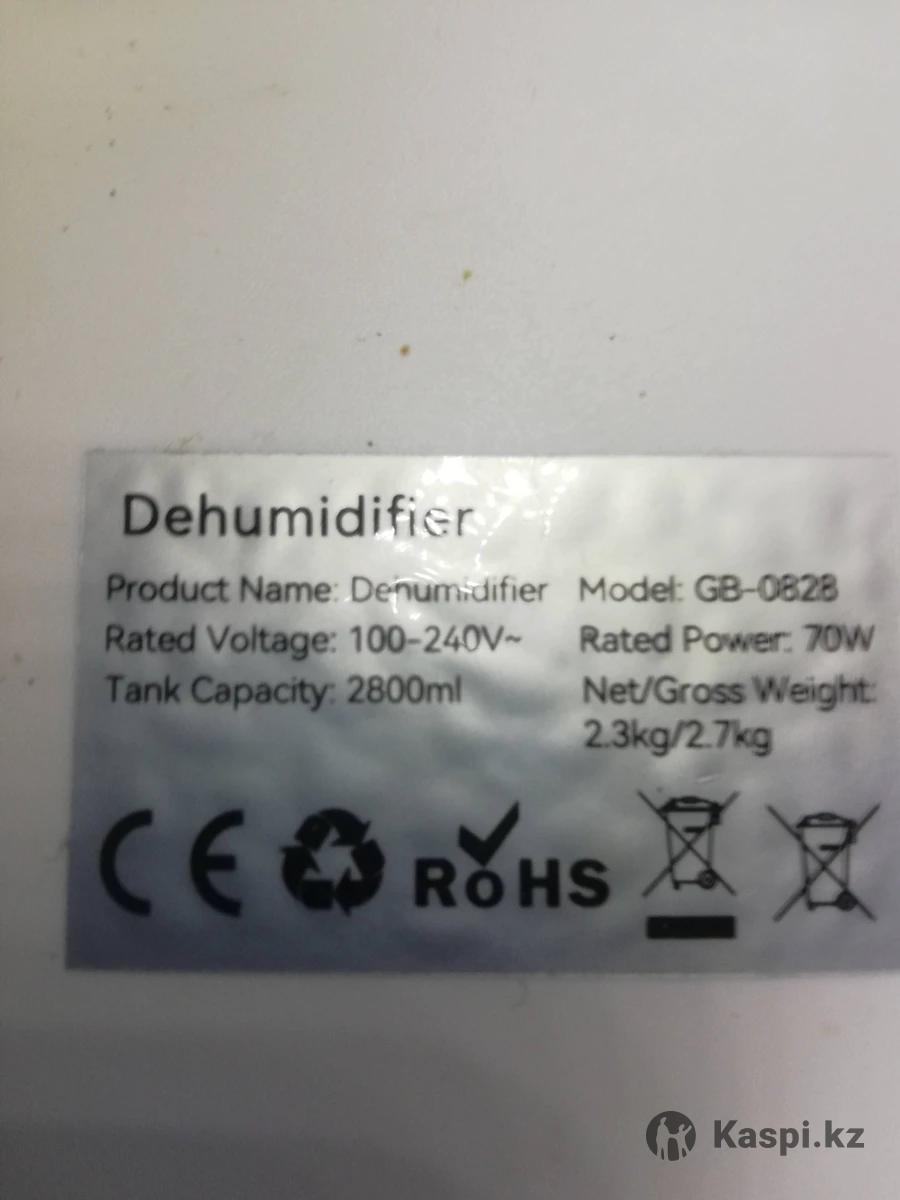 Dehumidifier
Product Name: Dehumidifier Model: GB-0828
Rated Voltage: 100-240V~ Rated Power: 70W
Tank Capacity: 2800ml Net/Gross Weight:
2.3kg/2.7kg
CE RoHS
Kaspi.kz